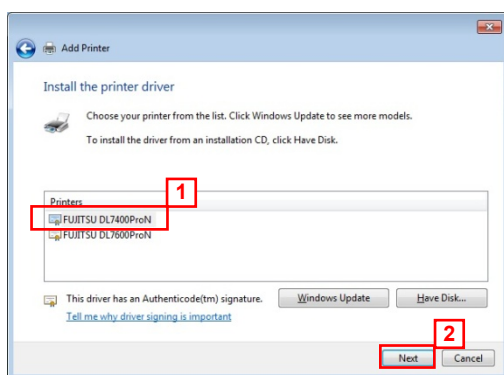 Add Printer
Install the printer driver
Choose your printer from the list. Click Windows Update to see more models.
To install the driver from an installation CD, click Have Disk.
1
Printers
FUJITSU DL7400ProN
FUJITSU DL7600ProN
This driver has an Authenticode(tm) signature.
Windows Update
Have Disk...
Tell me why driver signing is important
2
Next
Cancel